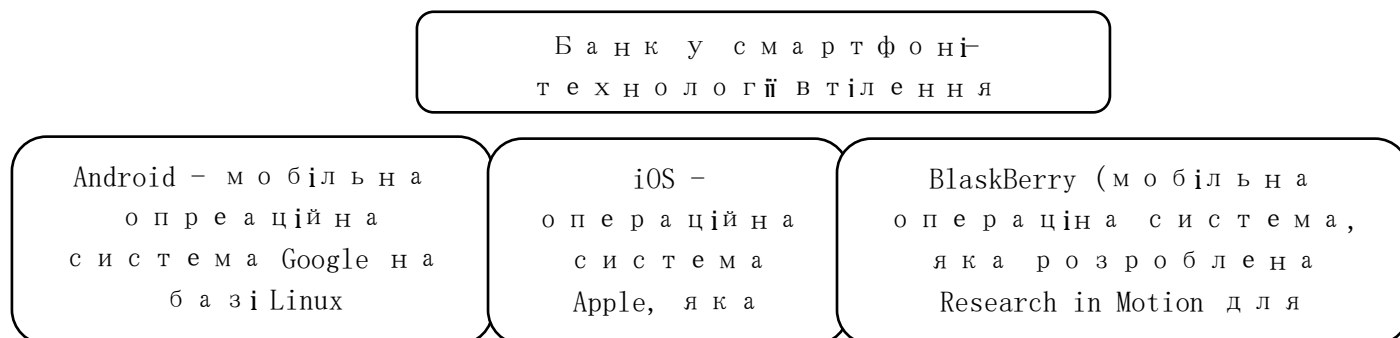 Банк у смартфоні–
технології втілення
Android – мобільна
опреаційна
система Google на
базі Linux
iOS –
операційна
система
Apple, яка
BlaskBerry (мобільна
операціна система,
яка розроблена
Research in Motion для